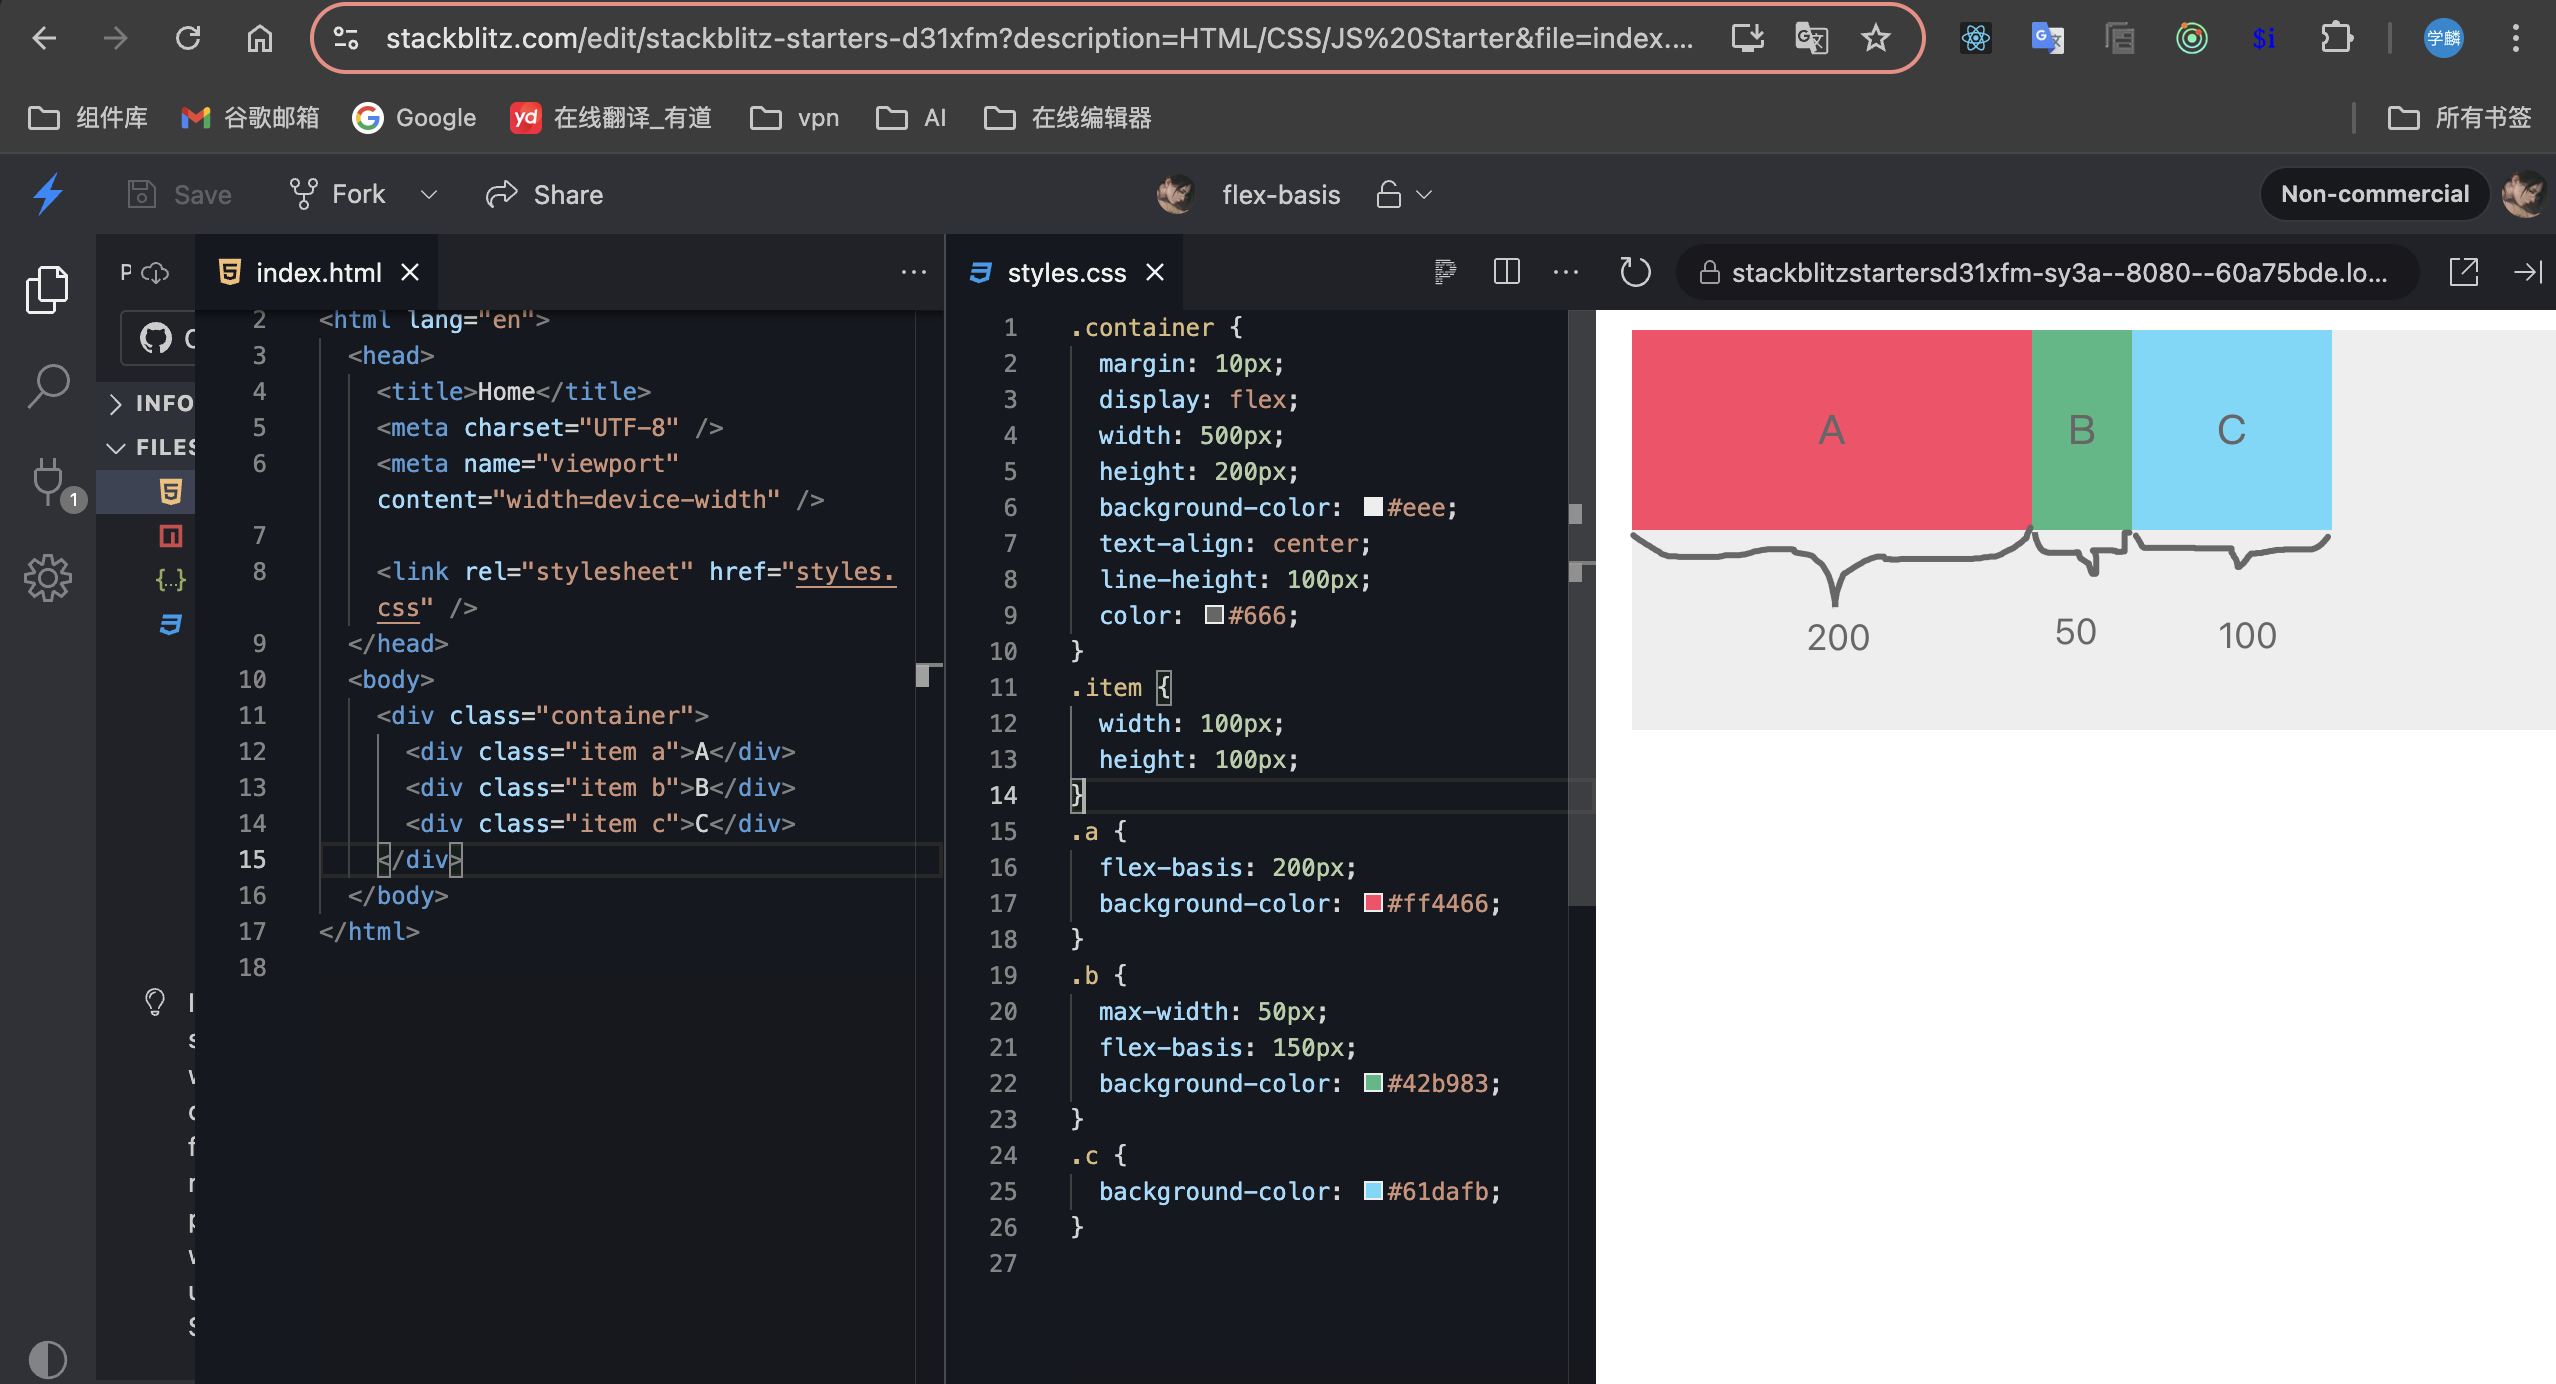 stackblitz.com/edit/stackblitz-starters-d31xfm?description=HTML/CSS/JS%20Starter&file=index....
$i
学麟
组件库
谷歌邮箱
Google
yd 在线翻译_有道
vpn
AI
在线编辑器
所有书签
Save
Fork
Share
flex-basis
Non-commercial
P
index.html
styles.css
stackblitzstartersd31xfm-sy3a--8080--60a75bde.lo...
INFO
FILES
1
2 <html lang="en">
3 <head>
4 <title>Home</title>
5 <meta charset="UTF-8" />
6 <meta name="viewport"
content="width=device-width" />
7
8 <link rel="stylesheet" href="styles.
css" />
9 </head>
10 <body>
11 <div class="container">
12 <div class="item a">A</div>
13 <div class="item b">B</div>
14 <div class="item c">C</div>
15 </div>
16 </body>
17 </html>
18
1 .container {
2 margin: 10px;
3 display: flex;
4 width: 500px;
5 height: 200px;
6 background-color: #eee;
7 text-align: center;
8 line-height: 100px;
9 color: #666;
10 }
11 .item {
12 width: 100px;
13 height: 100px;
14 }
15 .a {
16 flex-basis: 200px;
17 background-color: #ff4466;
18 }
19 .b {
20 max-width: 50px;
21 flex-basis: 150px;
22 background-color: #42b983;
23 }
24 .c {
25 background-color: #61dafb;
26 }
27
A
B
C
200
50
100